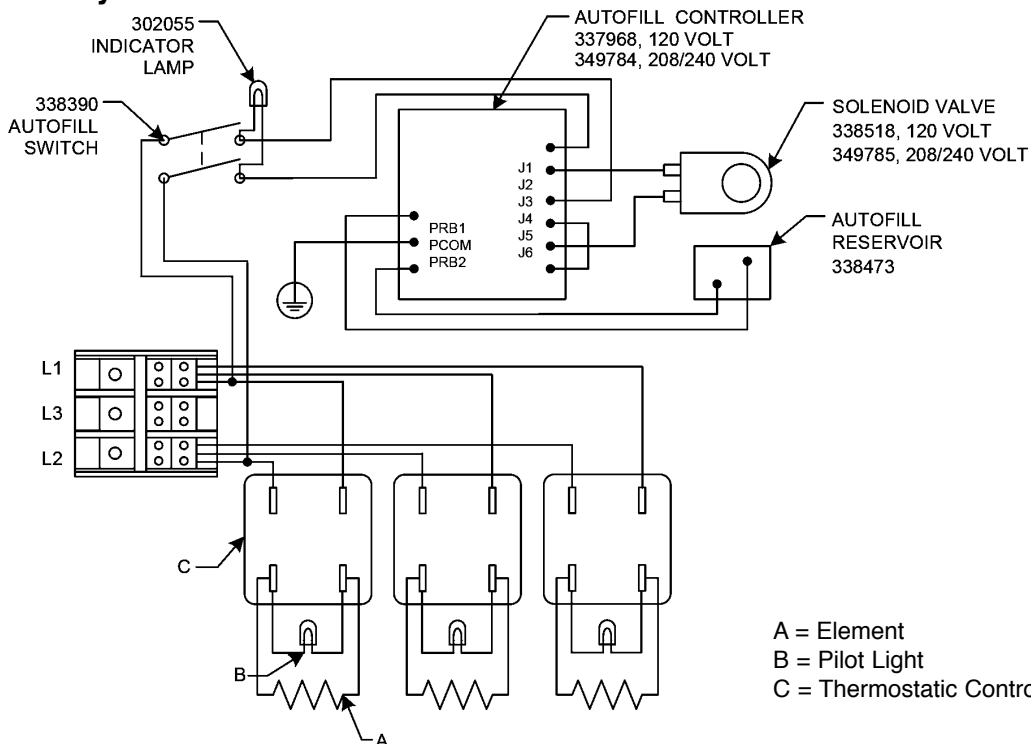 302055
INDICATOR
LAMP
338390
AUTOFILL
SWITCH
AUTOFILL CONTROLLER
337968, 120 VOLT
349784, 208/240 VOLT
SOLENOID VALVE
338518, 120 VOLT
349785, 208/240 VOLT
AUTOFILL
RESERVOIR
338473
J1
J2
J3
J4
J5
J6
PRB1
PCOM
PRB2
L1
L3
L2
C
B
A
A = Element
B = Pilot Light
C = Thermostatic Contro